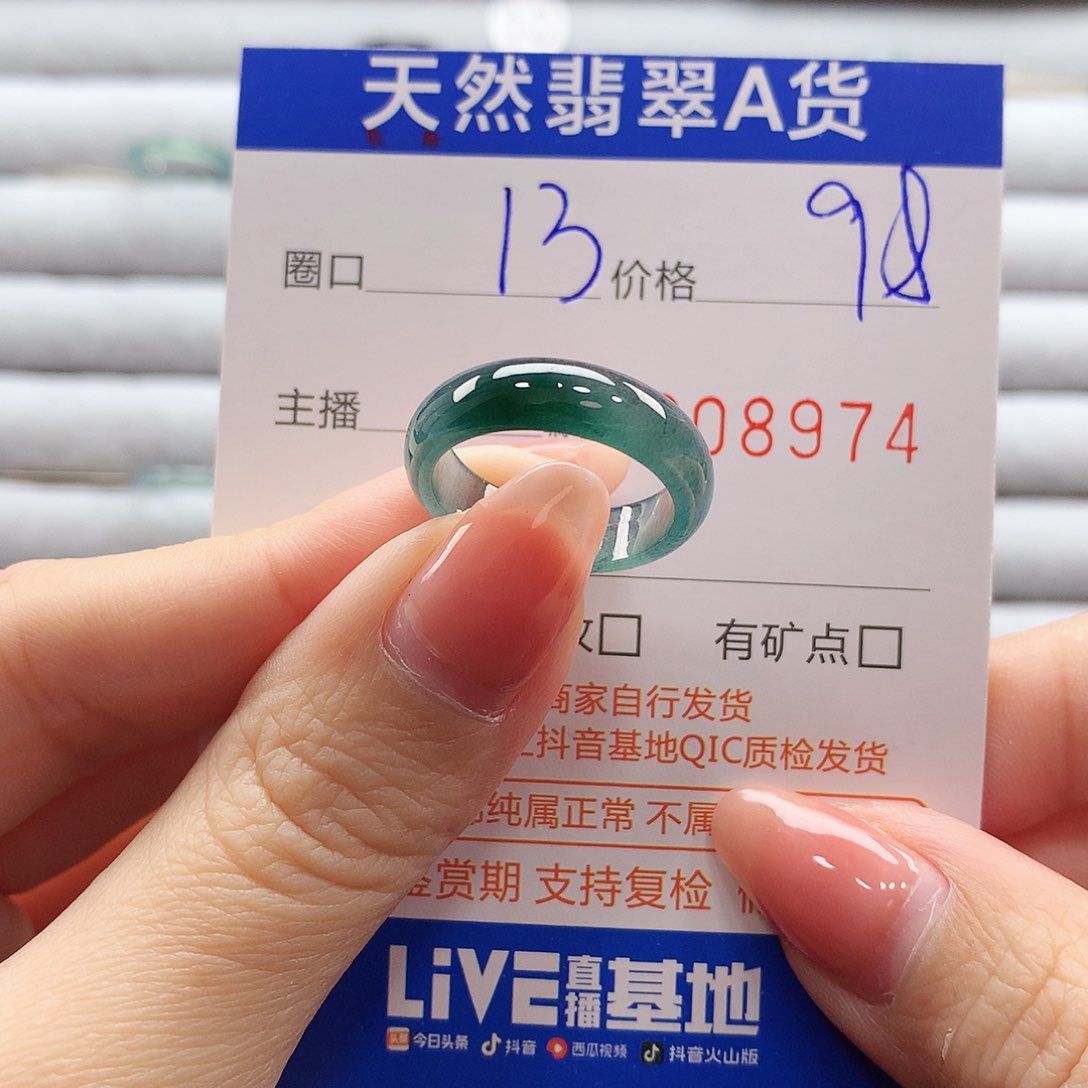 天然翡翠A货
圈口 13 价格 98
主播 08974
有矿点
商家自行发货
抖音基地QIC质检发货
纯属正常 不属
鉴赏期 支持复检
LiVE直播基地
头条 今日头条 抖音 西瓜视频 抖音火山版